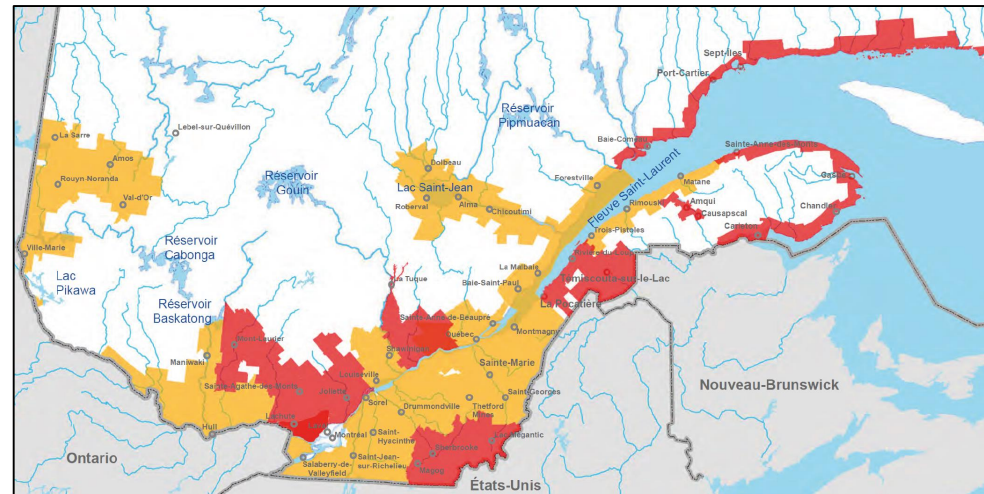 Sept-Iles
Port-Cartier
Réservoir
Pipmuacan
Lebel-sur-Quévillon
La Sarre
Baie-Comeau
Sainte-Anne-des-Monts
Amos
Dolbeau
Rouyn-Noranda
Réservoir
Gouin
Lac Saint-Jean
Forestville
Fleuve Saint-Laurent
Matane
Gaspé
Val-d'Or
Roberval
Alma
Chicoutimi
Rimouski
Amqui
Causapscal
Chandler
Trois-Pistoles
Carleton
Ville-Marie
Réservoir
Cabonga
Rivière-du-Loup
Lac
Pikawa
La Malbaie
Témiscouata-sur-le-Lac
La Tuque
Baie-Saint-Paul
Réservoir
Baskatong
La Pocatière
Sainte-Anne-de-Beaupré
Montmagny
Québec
Mont-Laurier
Maniwaki
Shawinigan
Sainte-Marie
Nouveau-Brunswick
Louiseville
Sainte-Agathe-des-Monts
Joliette
Sorel
Saint-Georges
Drummondville
Thetford
Mines
Lachute
Laval
Montréal
Hull
Saint-
Hyacinthe
Lac-Mégantic
Sherbrooke
Ontario
Salaberry-de-
Valleyfield
Saint-Jean-
sur-Richelieu
Magog
États-Unis